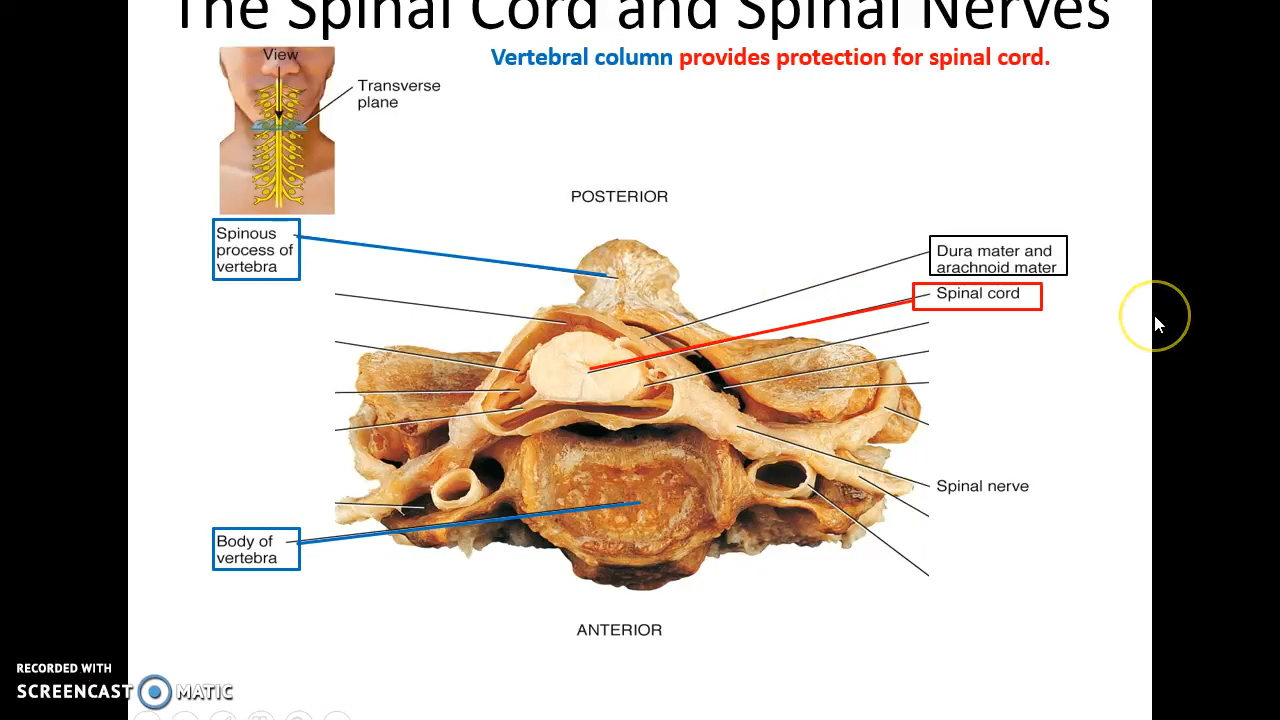 The Spinal Cord and Spinal Nerves
Vertebral column provides protection for spinal cord.
View
Transverse
plane
POSTERIOR
Spinous
process of
vertebra
Dura mater and
arachnoid mater
Spinal cord
Spinal nerve
Body of
vertebra
ANTERIOR
RECORDED WITH
SCREENCAST MATIC